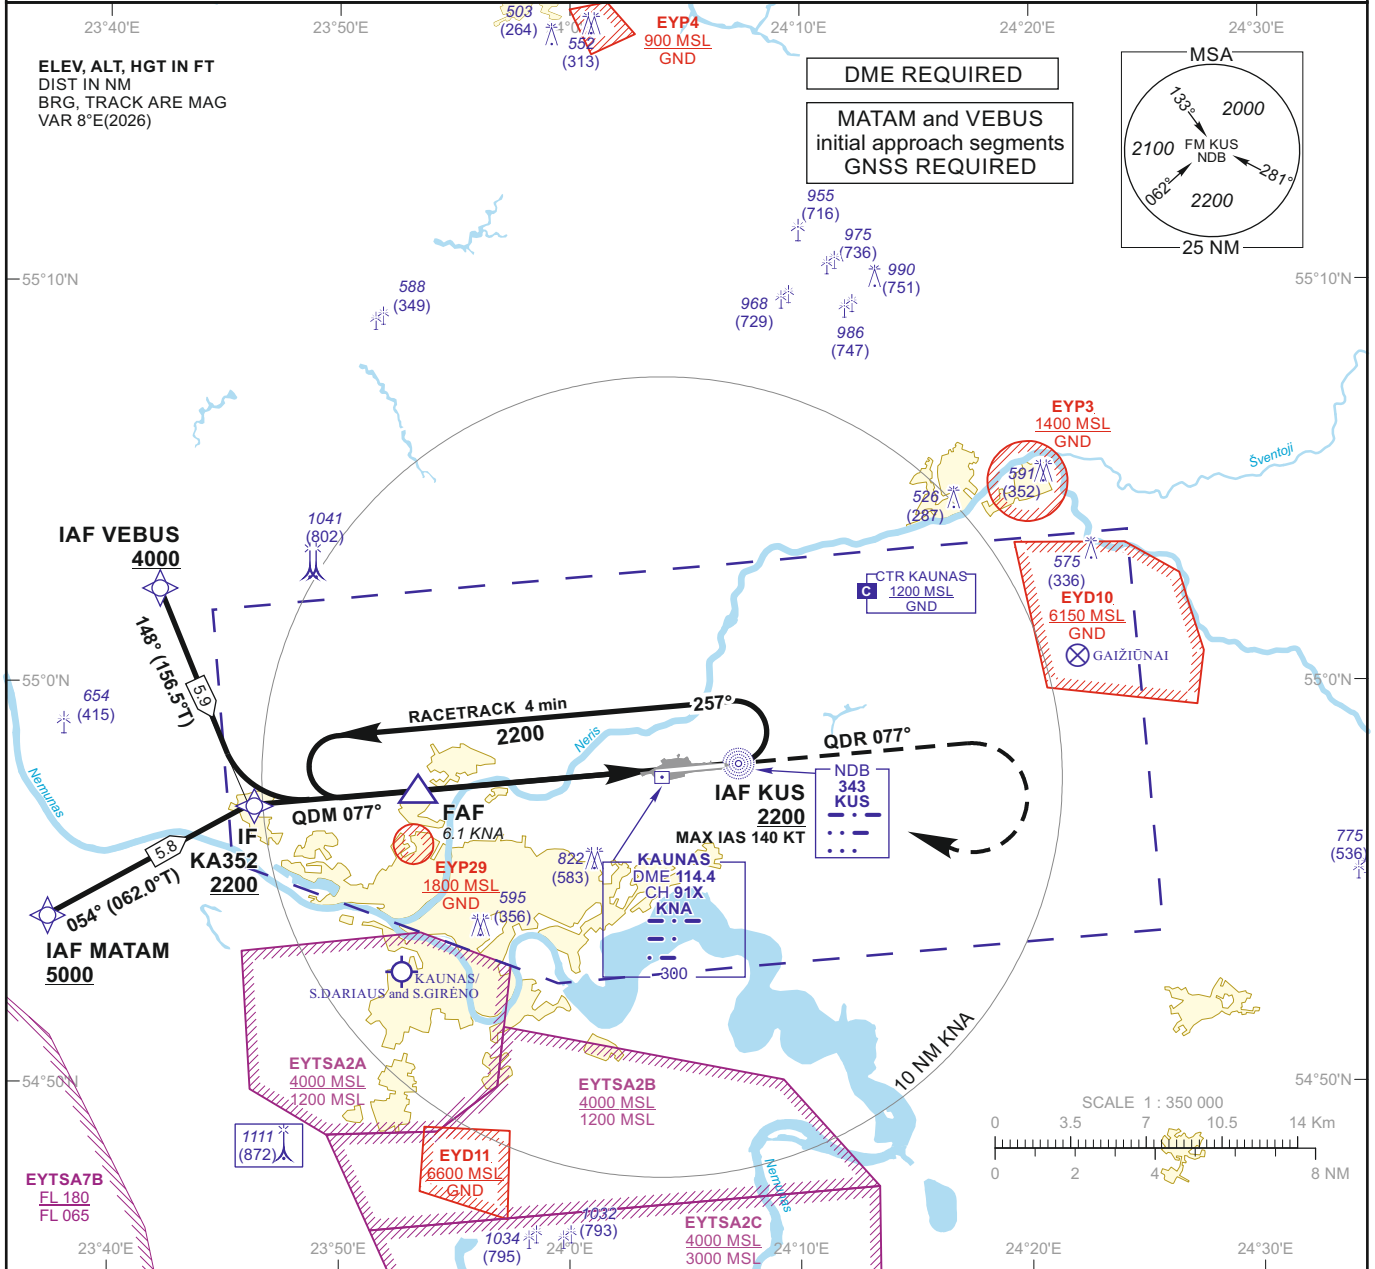 23°40'E
23°50'E
24°10'E
24°20'E
24°30'E
503
(264)
552
(313)
EYP4
900 MSL
GND
ELEV, ALT, HGT IN FT
DIST IN NM
BRG, TRACK ARE MAG
VAR 8°E(2026)
DME REQUIRED
MATAM and VEBUS
initial approach segments
GNSS REQUIRED
MSA
133°
2000
2100
FM KUS
NDB
281°
062°
2200
25 NM
955
(716)
975
(736)
990
(751)
968
(729)
986
(747)
55°10'N
55°10'N
588
(349)
EYP3
1400 MSL
GND
591
(352)
526
(287)
Šventoji
IAF VEBUS
4000
1041
(802)
CTR KAUNAS
C
1200 MSL
GND
575
(336)
EYD10
6150 MSL
GND
GAIŽIŪNAI
148° (156.5°T)
5.9
55°0'N
55°0'N
654
(415)
RACETRACK 4 min
2200
257°
Neris
QDR 077°
Nemunas
NDB
343
KUS
IAF KUS
2200
MAX IAS 140 KT
QDM 077°
FAF
6.1 KNA
IF
KA352
2200
5.8
054° (062.0°T)
IAF MATAM
5000
EYP29
1800 MSL
GND
822
(583)
595
(356)
KAUNAS
DME 114.4
CH 91X
KNA
300
775
(536)
KAUNAS/
S.DARIAUS and S.GIRĖNO
10 NM KNA
EYTSA2A
4000 MSL
1200 MSL
EYTSA2B
4000 MSL
1200 MSL
54°50'N
54°50'N
SCALE 1 : 350 000
0 3.5 7 10.5 14 Km
0 2 4 8 NM
1111
(872)
EYD11
6600 MSL
GND
Nemunas
EYTSA7B
FL 180
FL 065
1034
(795)
1032
(793)
EYTSA2C
4000 MSL
3000 MSL
23°40'E
23°50'E
24°0'E
24°10'E
24°20'E
24°30'E